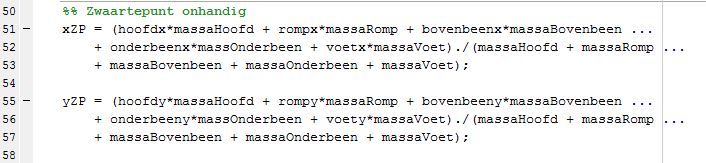 50 %% Zwaartepunt onhandig
51 – xZP = (hoofdx*massaHoofd + rompx*massaRomp + bovenbeenx*massaBovenbeen ...
52 + onderbeenx*massOnderbeen + voetx*massaVoet)./(massaHoofd + massaRomp ...
53 + massaBovenbeen + massaOnderbeen + massaVoet);
54
55 – yZP = (hoofdy*massaHoofd + rompy*massaRomp + bovenbeeny*massaBovenbeen ...
56 + onderbeeny*massOnderbeen + voety*massaVoet)./(massaHoofd + massaRomp ...
57 + massaBovenbeen + massaOnderbeen + massaVoet);
58